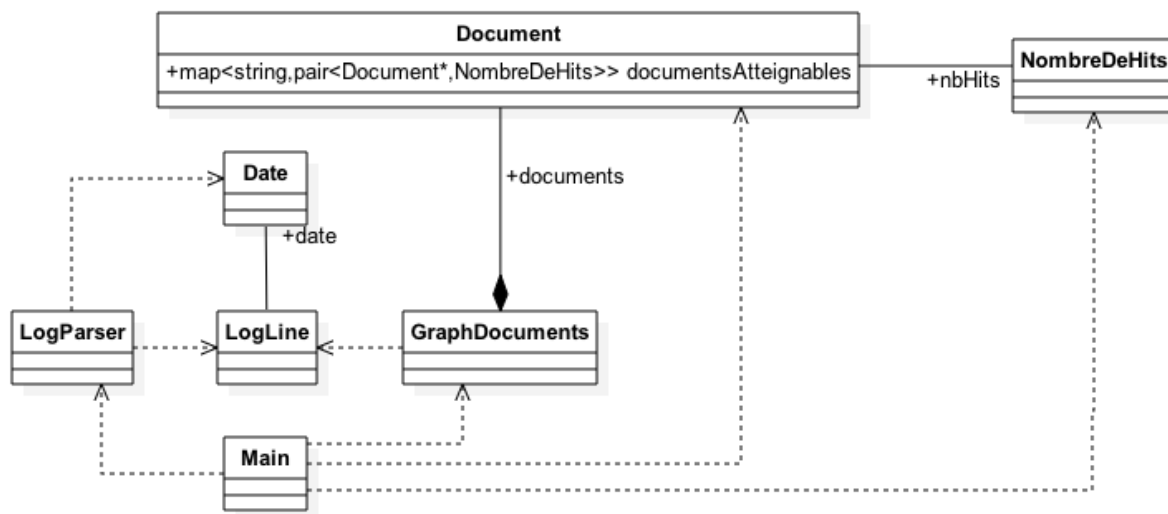 Document
+map<string,pair<Document*,NombreDeHits>> documentsAtteignables
NombreDeHits
+nbHits
Date
+documents
+date
LogParser
LogLine
GraphDocuments
Main